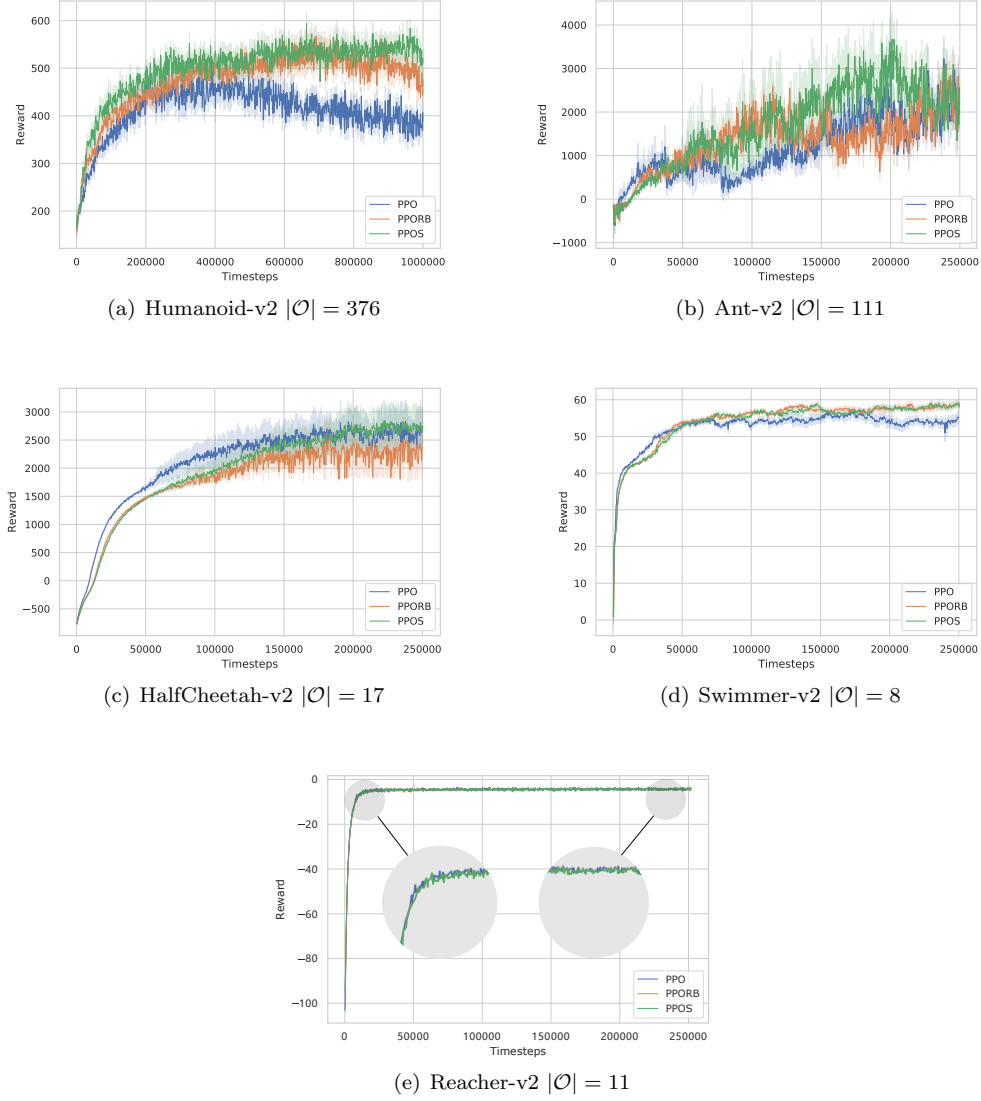 600
500
400
300
200
Reward
0 200000 400000 600000 800000 1000000
Timesteps
PPO
PPORB
PPOS
(a) Humanoid-v2 |𝒪| = 376
4000
3000
2000
1000
0
−1000
Reward
0 50000 100000 150000 200000 250000
Timesteps
PPO
PPORB
PPOS
(b) Ant-v2 |𝒪| = 111
3000
2500
2000
1500
1000
500
0
−500
Reward
0 50000 100000 150000 200000 250000
Timesteps
PPO
PPORB
PPOS
(c) HalfCheetah-v2 |𝒪| = 17
60
50
40
30
20
10
0
Reward
0 50000 100000 150000 200000 250000
Timesteps
PPO
PPORB
PPOS
(d) Swimmer-v2 |𝒪| = 8
0
−20
−40
−60
−80
−100
Reward
0 50000 100000 150000 200000 250000
Timesteps
PPO
PPORB
PPOS
(e) Reacher-v2 |𝒪| = 11